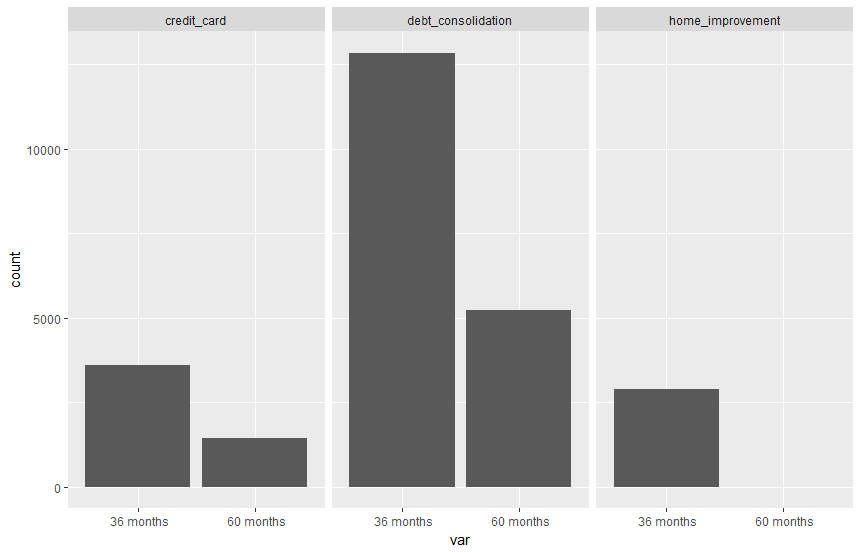 credit_card
debt_consolidation
home_improvement
10000
5000
0
count
36 months
60 months
36 months
60 months
36 months
60 months
var